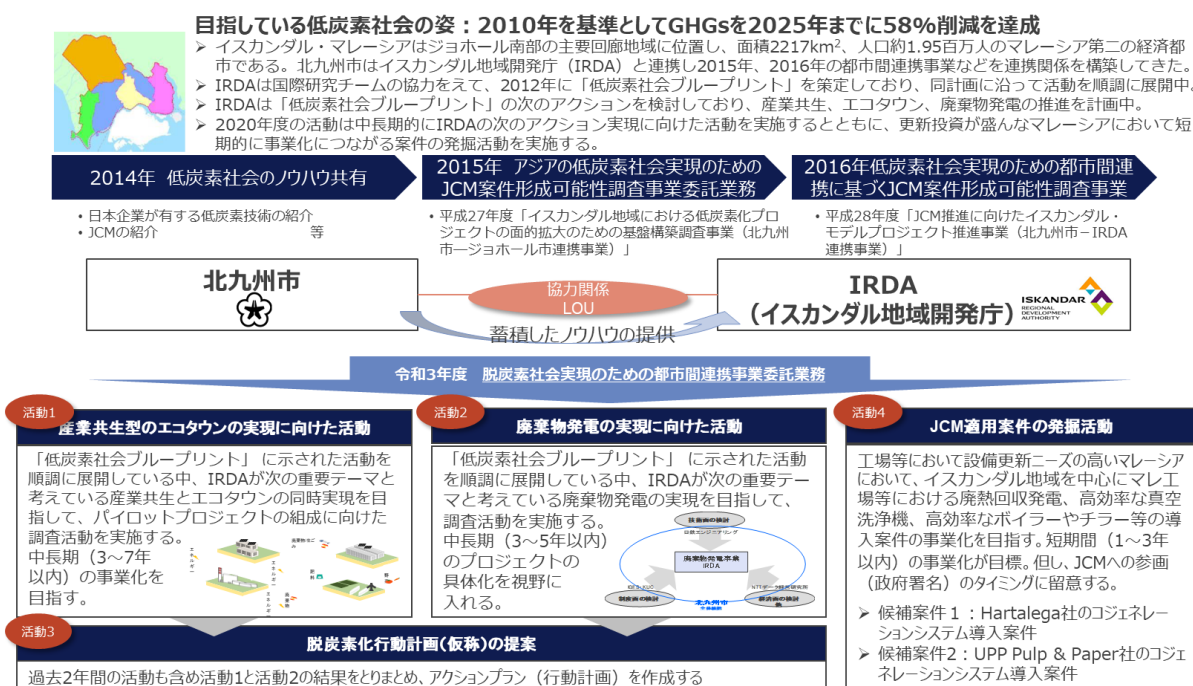 目指している低炭素社会の姿：2010年を基準としてGHGsを2025年までに58%削減を達成
➢ イスカンダル・マレーシアはジョホール南部の主要回廊地域に位置し、面積2217km²、人口約1.95百万人のマレーシア第二の経済都
市である。北九州市はイスカンダル地域開発庁（IRDA）と連携し2015年、2016年の都市間連携事業などを連携関係を構築してきた。
➢ IRDAは国際研究チームの協力をえて、2012年に「低炭素社会ブループリント」を策定しており、同計画に沿って活動を順調に展開中。
➢ IRDAは「低炭素社会ブループリント」の次のアクションを検討しており、産業共生、エコタウン、廃棄物発電の推進を計画中。
➢ 2020年度の活動は中長期的にIRDAの次のアクション実現に向けた活動を実施するとともに、更新投資が盛んなマレーシアにおいて短
期的に事業化につながる案件の発掘活動を実施する。
2014年 低炭素社会のノウハウ共有
2015年 アジアの低炭素社会実現のための
JCM案件形成可能性調査事業委託業務
2016年低炭素社会実現のための都市間連
携に基づくJCM案件形成可能性調査事業
・日本企業が有する低炭素技術の紹介
・JCMの紹介 等
・平成27年度「イスカンダル地域における低炭素化プロ
ジェクトの面的拡大のための基盤構築調査事業（北九州
市―ジョホール市連携事業）」
・平成28年度「JCM推進に向けたイスカンダル・
モデルプロジェクト推進事業（北九州市－IRDA
連携事業）」
北九州市
協力関係
LOU
蓄積したノウハウの提供
IRDA
（イスカンダル地域開発庁）
ISKANDAR
REGIONAL
DEVELOPMENT
AUTHORITY
令和3年度 脱炭素社会実現のための都市間連携事業委託業務
活動1
産業共生型のエコタウンの実現に向けた活動
「低炭素社会ブループリント」 に示された活動を
順調に展開している中、IRDAが次の重要テーマと
考えている産業共生とエコタウンの同時実現を目
指して、パイロットプロジェクトの組成に向けた
調査活動を実施する。
中長期（3～7年
以内）の事業化を
目指す。
活動2
廃棄物発電の実現に向けた活動
「低炭素社会ブループリント」 に示された活動
を順調に展開している中、IRDAが次の重要テー
マと考えている廃棄物発電の実現を目指して、
調査活動を実施する。
中長期（3～5年以内）
のプロジェクトの
具体化を視野に
入れる。
技術面の検討
日鉄エンジニアリング
廃棄物発電事業
IRDA
制度面の検討
北九州市
活動4
JCM適用案件の発掘活動
工場等において設備更新ニーズの高いマレーシア
において、イスカンダル地域を中心にマレ工
場等における廃熱回収発電、高効率な真空
洗浄機、高効率なボイラーやチラー等の導
入案件の事業化を目指す。短期間（1～3年
以内）の事業化が目標。但し、JCMへの参画
（政府署名）のタイミングに留意する。
➢ 候補案件１：Hartalega社のコジェネレー
ションシステム導入案件
➢ 候補案件2：UPP Pulp & Paper社のコジェ
ネレーションシステム導入案件
活動3
脱炭素化行動計画(仮称)の提案
過去2年間の活動も含め活動1と活動2の結果をとりまとめ、アクションプラン（行動計画）を作成する